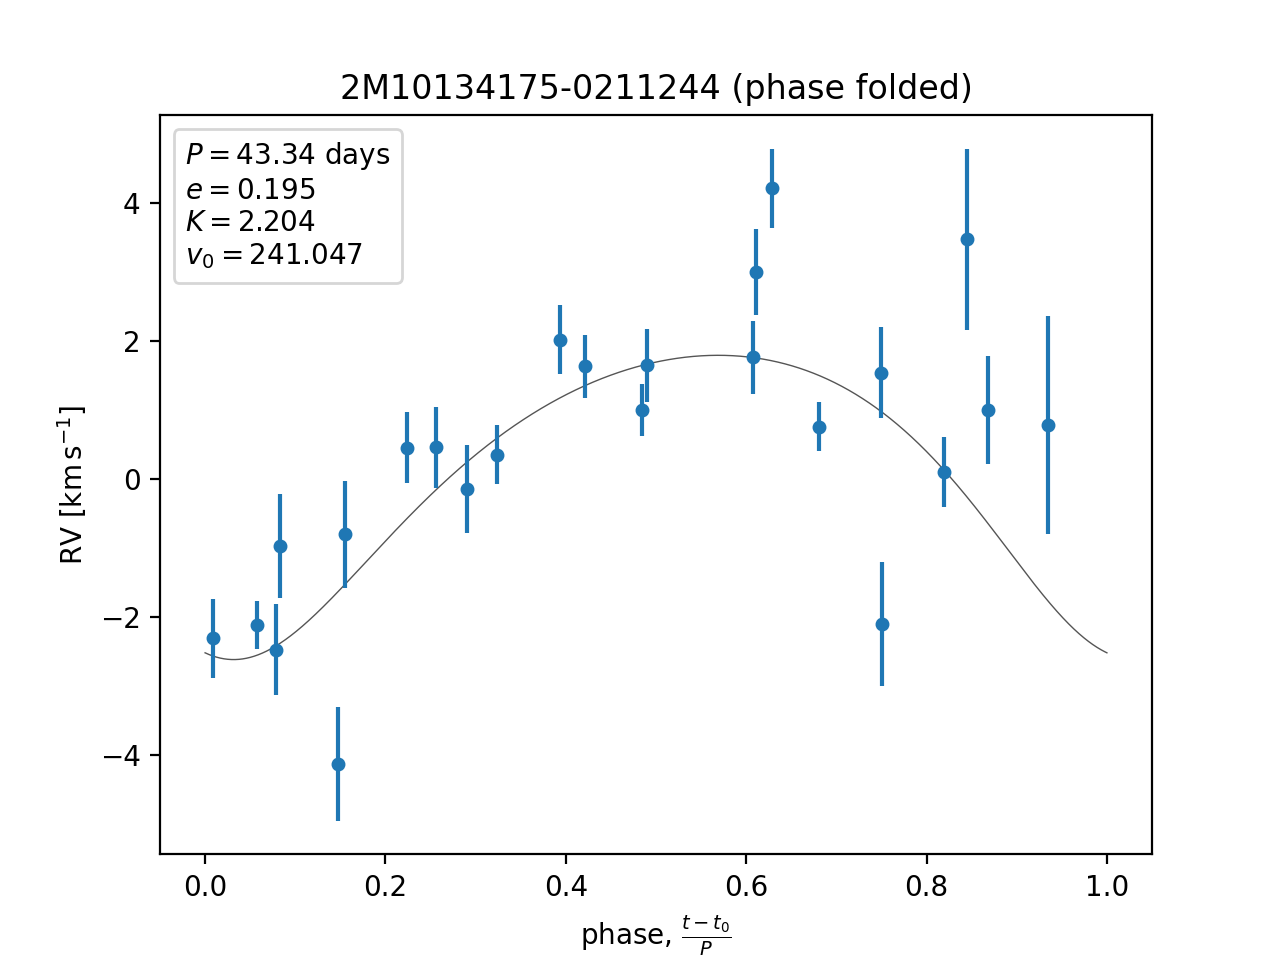 2M10134175-0211244 (phase folded)
P = 43.34 days
e = 0.195
K = 2.204
v₀ = 241.047
4
2
0
−2
−4
RV [km s⁻¹]
0.0 0.2 0.4 0.6 0.8 1.0
phase, (t − t₀)/P